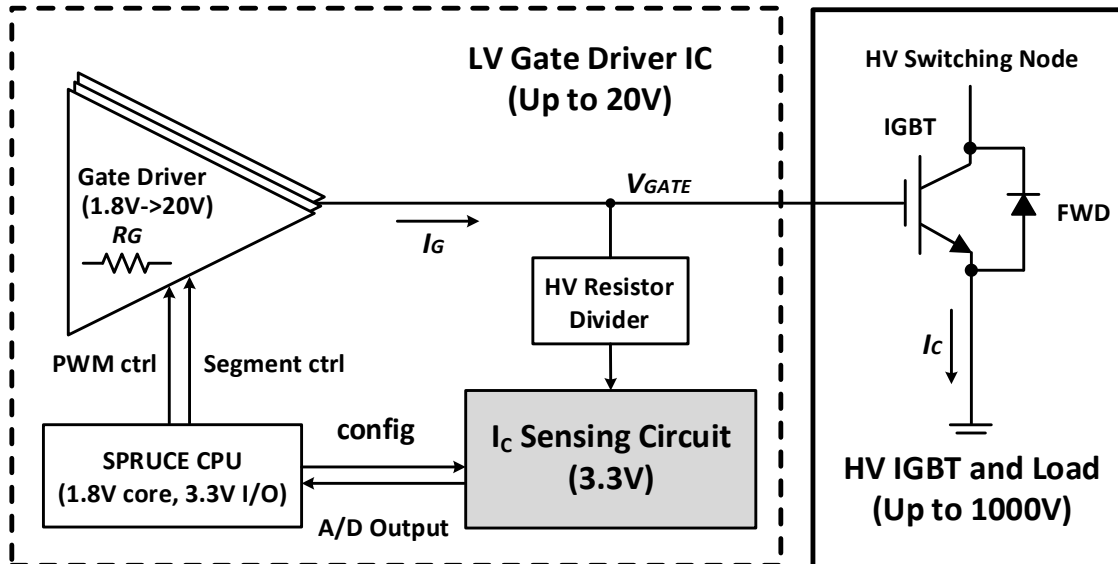 LV Gate Driver IC
(Up to 20V)
HV Switching Node
IGBT
FWD
Gate Driver
(1.8V->20V)
RG
IG
VGATE
HV Resistor
Divider
IC
PWM ctrl
Segment ctrl
config
SPRUCE CPU
(1.8V core, 3.3V I/O)
A/D Output
IC Sensing Circuit
(3.3V)
HV IGBT and Load
(Up to 1000V)